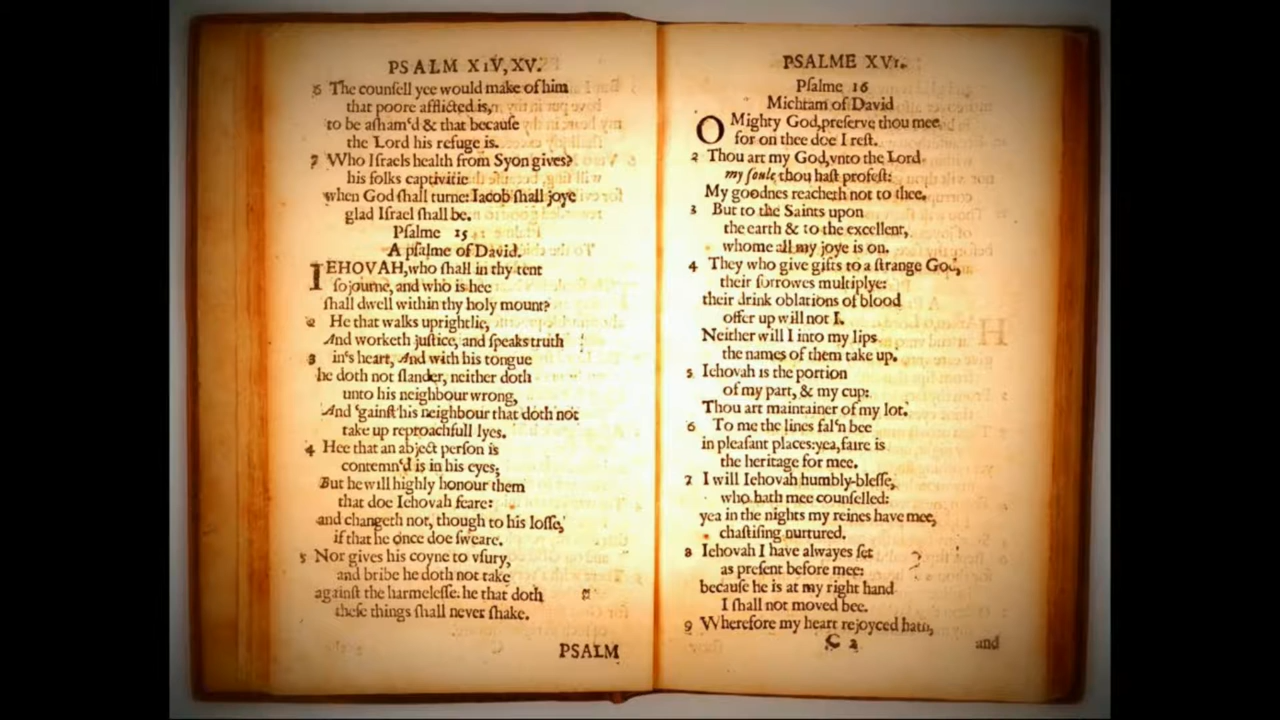 PSALM XIV, XV.
6 The counſell yee would make of him
that poore afflicted is,
to be aſham'd & that becauſe
the Lord his refuge is.
7 Who Iſraels health from Syon gives?
his folks captivitie
when God ſhall turne: Iacob ſhall joye
glad Iſrael ſhall be.
Pſalme 15
A pſalme of David.
IEHOVAH, who ſhall in thy tent
ſojourne, and who is hee
ſhall dwell within thy holy mount?
2 He that walks uprightlie,
And worketh juſtice, and ſpeaks truth
3 in's heart, And with his tongue
he doth not ſlander, neither doth
unto his neighbour wrong,
And 'gainſt his neighbour that doth not
take up reproachfull lyes.
4 Hee that an abject perſon is
contemn'd is in his eyes;
But he will highly honour them
that doe Iehovah feare:
and changeth not, though to his loſſe,
if that he once doe ſweare.
5 Nor gives his coyne to vſury,
and bribe he doth not take
againſt the harmeleſſe. he that doth
theſe things ſhall never ſhake.
PSALM
PSALME XVI.
Pſalme 16
Michtam of David
O Mighty God, preſerve thou mee,
for on thee doe I reſt.
2 Thou art my God, vnto the Lord
my ſoule thou haſt profeſt:
My goodnes reacheth not to thee.
3 But to the Saints upon
the earth & to the excellent,
whome all my joye is on.
4 They who give gifts to a ſtrange God,
their ſorrowes multiplye:
their drink oblations of blood
offer up will not I.
Neither will I into my lips
the names of them take up.
5 Iehovah is the portion
of my part, & my cup:
Thou art maintainer of my lot.
6 To me the lines fal'n bee
in pleaſant places: yea, faire is
the heritage for mee.
7 I will Iehovah humbly-bleſſe,
who hath mee counſelled:
yea in the nights my reines have mee,
chaſtiſing nurtured.
8 Iehovah I have alwayes ſet
as preſent before mee:
becauſe he is at my right hand
I ſhall not moved bee.
9 Wherefore my heart rejoyced hath,
C 2 and